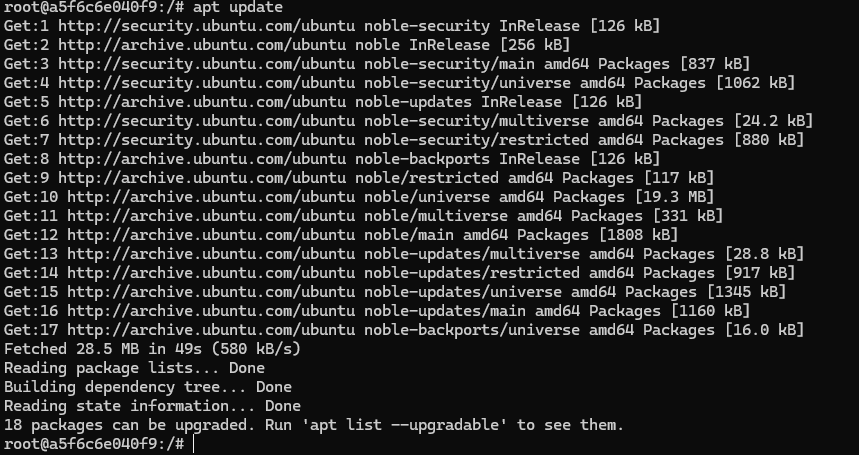 root@a5f6c6e040f9:/# apt update
Get:1 http://security.ubuntu.com/ubuntu noble-security InRelease [126 kB]
Get:2 http://archive.ubuntu.com/ubuntu noble InRelease [256 kB]
Get:3 http://security.ubuntu.com/ubuntu noble-security/main amd64 Packages [837 kB]
Get:4 http://security.ubuntu.com/ubuntu noble-security/universe amd64 Packages [1062 kB]
Get:5 http://archive.ubuntu.com/ubuntu noble-updates InRelease [126 kB]
Get:6 http://security.ubuntu.com/ubuntu noble-security/multiverse amd64 Packages [24.2 kB]
Get:7 http://security.ubuntu.com/ubuntu noble-security/restricted amd64 Packages [880 kB]
Get:8 http://archive.ubuntu.com/ubuntu noble-backports InRelease [126 kB]
Get:9 http://archive.ubuntu.com/ubuntu noble/restricted amd64 Packages [117 kB]
Get:10 http://archive.ubuntu.com/ubuntu noble/universe amd64 Packages [19.3 MB]
Get:11 http://archive.ubuntu.com/ubuntu noble/multiverse amd64 Packages [331 kB]
Get:12 http://archive.ubuntu.com/ubuntu noble/main amd64 Packages [1808 kB]
Get:13 http://archive.ubuntu.com/ubuntu noble-updates/multiverse amd64 Packages [28.8 kB]
Get:14 http://archive.ubuntu.com/ubuntu noble-updates/restricted amd64 Packages [917 kB]
Get:15 http://archive.ubuntu.com/ubuntu noble-updates/universe amd64 Packages [1345 kB]
Get:16 http://archive.ubuntu.com/ubuntu noble-updates/main amd64 Packages [1160 kB]
Get:17 http://archive.ubuntu.com/ubuntu noble-backports/universe amd64 Packages [16.0 kB]
Fetched 28.5 MB in 49s (580 kB/s)
Reading package lists... Done
Building dependency tree... Done
Reading state information... Done
18 packages can be upgraded. Run 'apt list --upgradable' to see them.
root@a5f6c6e040f9:/#